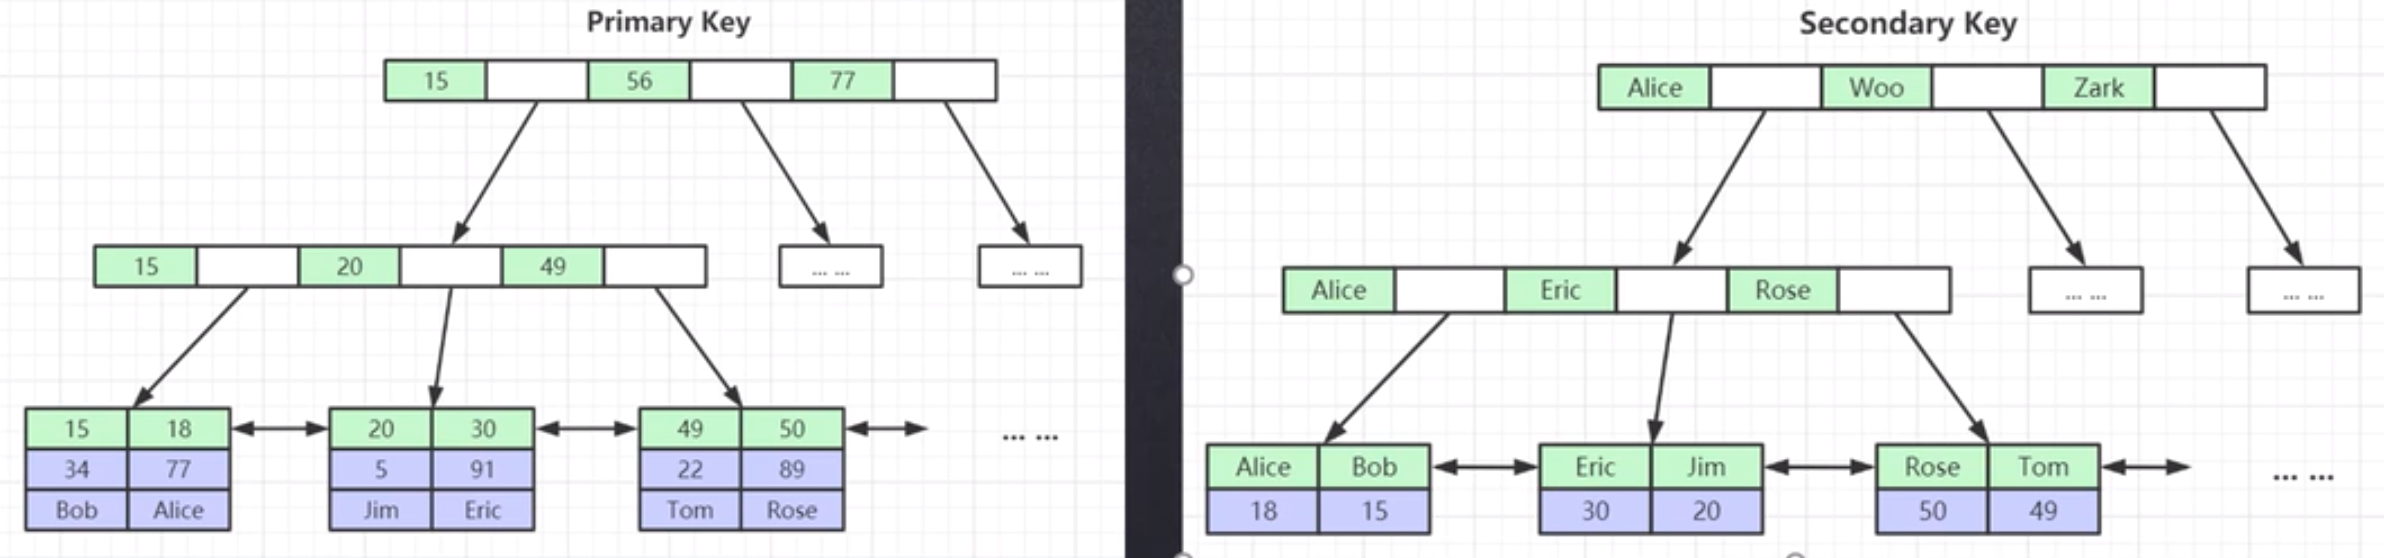 Primary Key
15 56 77
15 20 49
... ...
... ...
15 18
34 77
Bob Alice
20 30
5 91
Jim Eric
49 50
22 89
Tom Rose
... ...
Secondary Key
Alice Woo Zark
Alice Eric Rose
... ...
... ...
Alice Bob
18 15
Eric Jim
30 20
Rose Tom
50 49
... ...